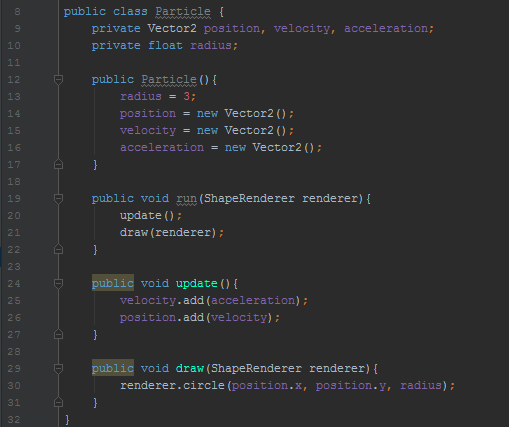 8 public class Particle {
9     private Vector2 position, velocity, acceleration;
10     private float radius;
11
12     public Particle(){
13         radius = 3;
14         position = new Vector2();
15         velocity = new Vector2();
16         acceleration = new Vector2();
17     }
18
19     public void run(ShapeRenderer renderer){
20         update();
21         draw(renderer);
22     }
23
24     public void update(){
25         velocity.add(acceleration);
26         position.add(velocity);
27     }
28
29     public void draw(ShapeRenderer renderer){
30         renderer.circle(position.x, position.y, radius);
31     }
32 }